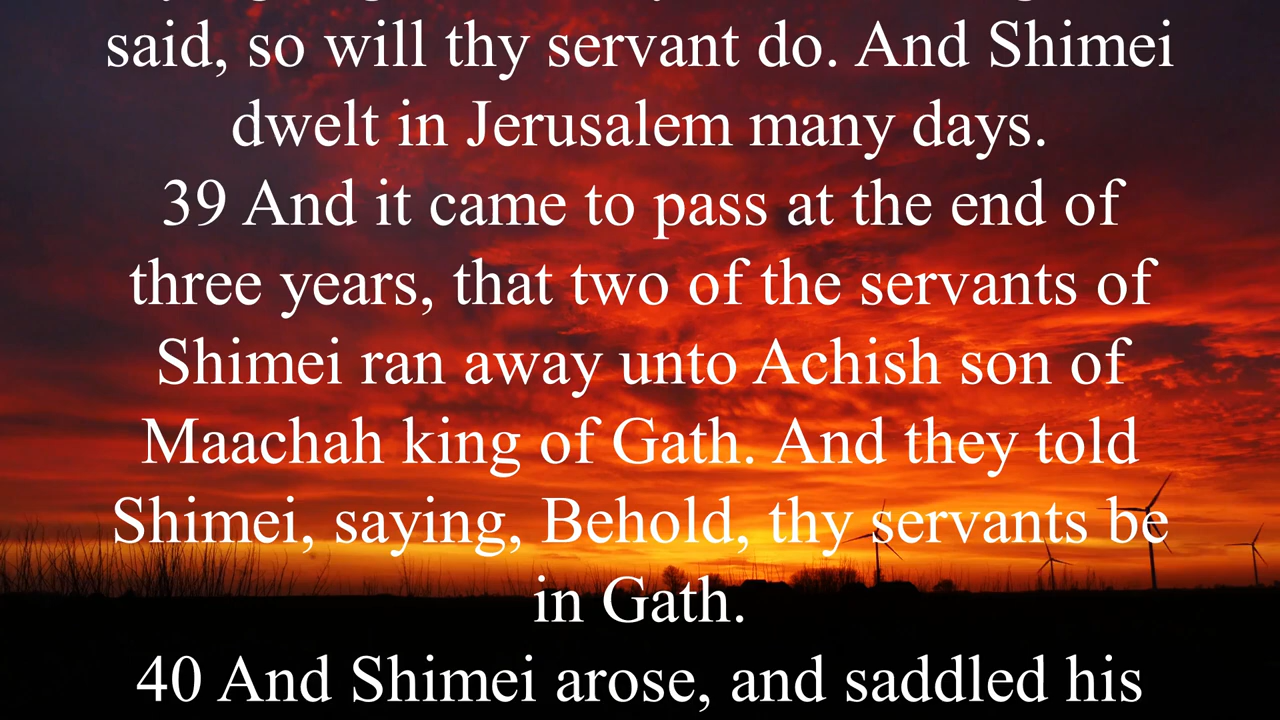 said, so will thy servant do. And Shimei
dwelt in Jerusalem many days.
39 And it came to pass at the end of
three years, that two of the servants of
Shimei ran away unto Achish son of
Maachah king of Gath. And they told
Shimei, saying, Behold, thy servants be
in Gath.
40 And Shimei arose, and saddled his